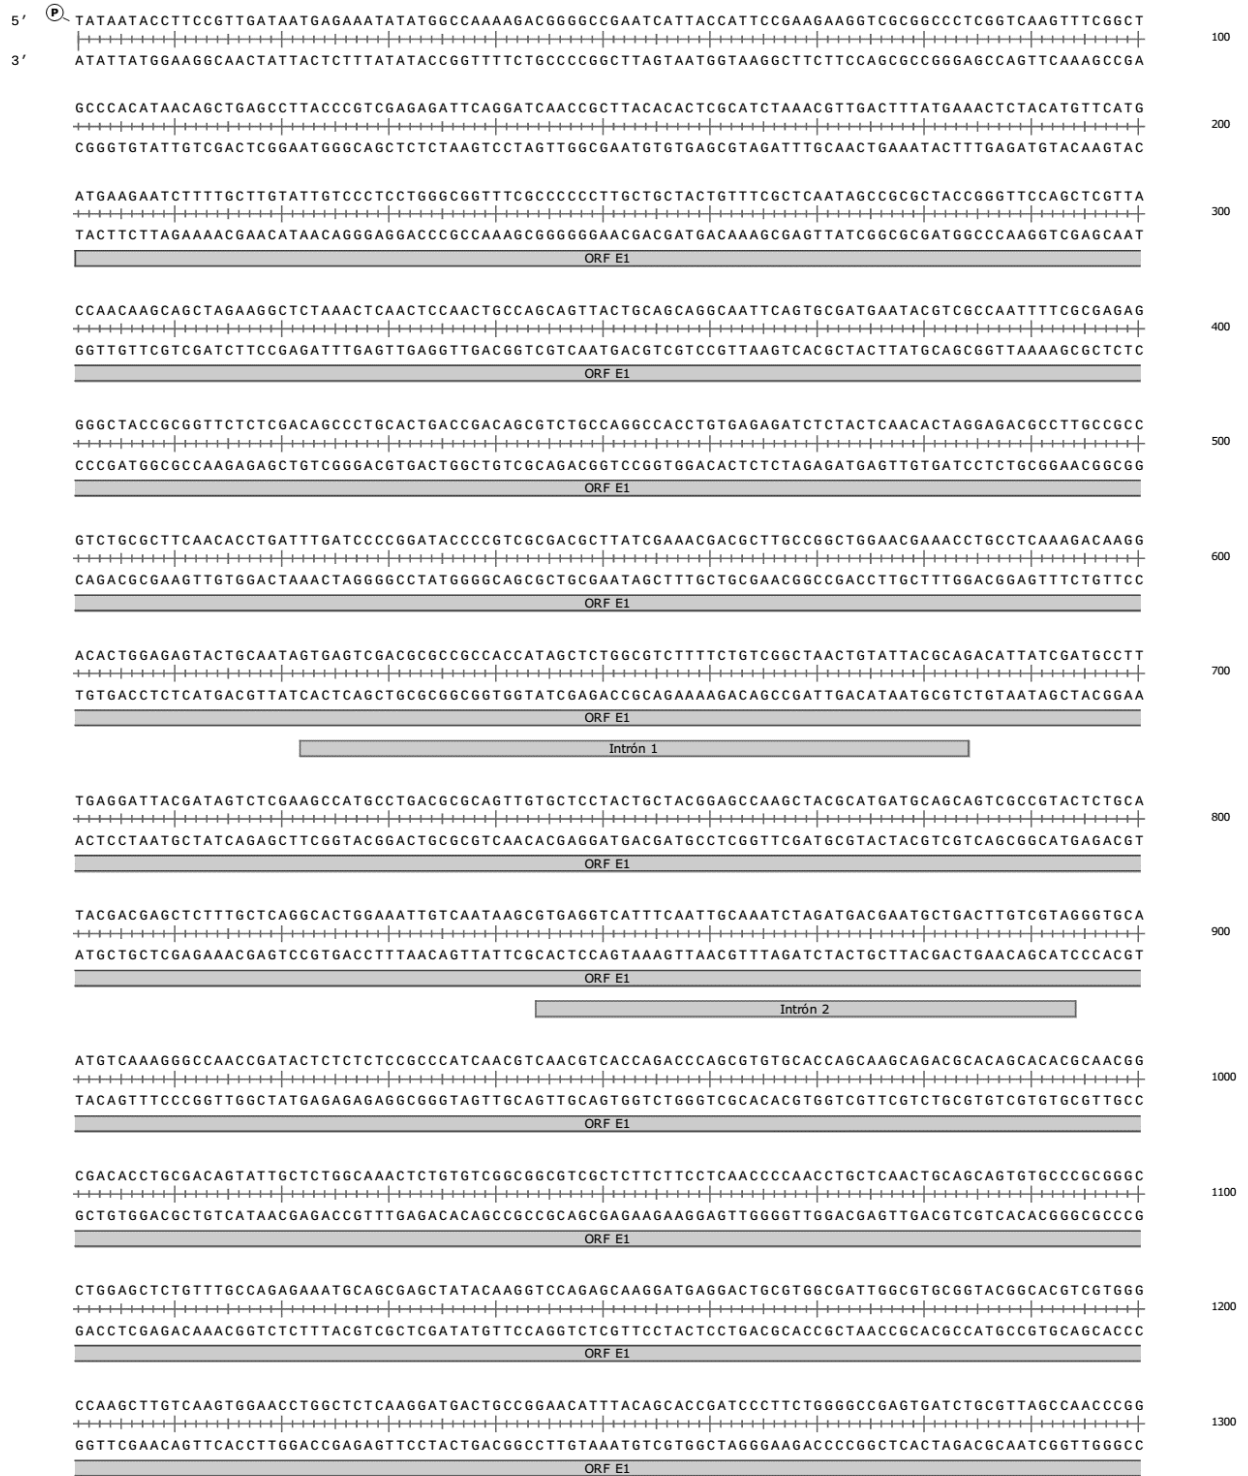 5’ P TATAATACCTTCCGTTGATAATGAGAAATATATGGCCAAAAGACGGGGCCGAATCATTACCATTCCGAAGAAGGTCGCGGCCCTCGGTCAAGTTTCGGCT
100
3’ ATATTATGGAAGGCAACTATTACTCTTTATATACCGGTTTTCTGCCCCGGCTTAGTAATGGTAAGGCTTCTTCCAGCGCCGGGAGCCAGTTCAAAGCCGA
GCCCACATAACAGCTGAGCCTTACCCGTCGAGAGATTCAGGATCAACCGCTTACACACTCGCATCTAAACGTTGACTTTATGAAACTCTACATGTTCATG
200
CGGGTGTATTGTCGACTCGGAATGGGCAGCTCTCTAAGTCCTAGTTGGCGAATGTGTGAGCGTAGATTTGCAACTGAAATACTTTGAGATGTACAAGTAC
ATGAAGAATCTTTTGCTTGTATTGTCCCTCCTGGGCGGTTTCGCCCCCCTTGCTGCTACTGTTTCGCTCAATAGCCGCGCTACCGGGTTCCAGCTCGTTA
300
TACTTCTTAGAAAACGAACATAACAGGGAGGACCCGCCAAAGCGGGGGGAACGACGATGACAAAGCGAGTTATCGGCGCGATGGCCCAAGGTCGAGCAAT
ORF E1
CCAACAAGCAGCTAGAAGGCTCTAAACTCAACTCCAACTGCCAGCAGTTACTGCAGCAGGCAATTCAGTGCGATGAATACGTCGCCAATTTTCGCGAGAG
400
GGTTGTTCGTCGATCTTCCGAGATTTGAGTTGAGGTTGACGGTCGTCAATGACGTCGTCCGTTAAGTCACGCTACTTATGCAGCGGTTAAAAGCGCTCTC
ORF E1
GGGCTACCGCGGTTCTCTCGACAGCCCTGCACTGACCGACAGCGTCTGCCAGGCCACCTGTGAGAGATCTCTACTCAACACTAGGAGACGCCTTGCCGCC
500
CCCGATGGCGCCAAGAGAGCTGTCGGGACGTGACTGGCTGTCGCAGACGGTCCGGTGGACACTCTCTAGAGATGAGTTGTGATCCTCTGCGGAACGGCGG
ORF E1
GTCTGCGCTTCAACACCTGATTTGATCCCCGGATACCCCGTCGCGACGCTTATCGAAACGACGCTTGCCGGCTGGAACGAAACCTGCCTCAAAGACAAGG
600
CAGACGCGAAGTTGTGGACTAAACTAGGGGCCTATGGGGCAGCGCTGCGAATAGCTTTGCTGCGAACGGCCGACCTTGCTTTGGACGGAGTTTCTGTTCC
ORF E1
ACACTGGAGAGTACTGCAATAGTGAGTCGACGCGCCGCCACCATAGCTCTGGCGTCTTTTCTGTCGGCTAACTGTATTACGCAGACATTATCGATGCCTT
700
TGTGACCTCTCATGACGTTATCACTCAGCTGCGCGGCGGTGGTATCGAGACCGCAGAAAAGACAGCCGATTGACATAATGCGTCTGTAATAGCTACGGAA
ORF E1
Intrón 1
TGAGGATTACGATAGTCTCGAAGCCATGCCTGACGCGCAGTTGTGCTCCTACTGCTACGGAGCCAAGCTACGCATGATGCAGCAGTCGCCGTACTCTGCA
800
ACTCCTAATGCTATCAGAGCTTCGGTACGGACTGCGCGTCAACACGAGGATGACGATGCCTCGGTTCGATGCGTACTACGTCGTCAGCGGCATGAGACGT
ORF E1
TACGACGAGCTCTTTGCTCAGGCACTGGAAATTGTCAATAAGCGTGAGGTCATTTCAATTGCAAATCTAGATGACGAATGCTGACTTGTCGTAGGGTGCA
900
ATGCTGCTCGAGAAACGAGTCCGTGACCTTTAACAGTTATTCGCACTCCAGTAAAGTTAACGTTTAGATCTACTGCTTACGACTGAACAGCATCCCACGT
ORF E1
Intrón 2
ATGTCAAAGGGCCAACCGATACTCTCTCTCCGCCCATCAACGTCAACGTCACCAGACCCAGCGTGTGCACCAGCAAGCAGACGCACAGCACACGCAACGG
1000
TACAGTTTCCCGGTTGGCTATGAGAGAGAGGCGGGTAGTTGCAGTTGCAGTGGTCTGGGTCGCACACGTGGTCGTTCGTCTGCGTGTCGTGTGCGTTGCC
ORF E1
CGACACCTGCGACAGTATTGCTCTGGCAAACTCTGTGTCGGCGGCGTCGCTCTTCTTCCTCAACCCCAACCTGCTCAACTGCAGCAGTGTGCCCGCGGGC
1100
GCTGTGGACGCTGTCATAACGAGACCGTTTGAGACACAGCCGCCGCAGCGAGAAGAAGGAGTTGGGGTTGGACGAGTTGACGTCGTCACACGGGCGCCCG
ORF E1
CTGGAGCTCTGTTTGCCAGAGAAATGCAGCGAGCTATACAAGGTCCAGAGCAAGGATGAGGACTGCGTGGCGATTGGCGTGCGGTACGGCACGTCGTGGG
1200
GACCTCGAGACAAACGGTCTCTTTACGTCGCTCGATATGTTCCAGGTCTCGTTCCTACTCCTGACGCACCGCTAACCGCACGCCATGCCGTGCAGCACCC
ORF E1
CCAAGCTTGTCAAGTGGAACCTGGCTCTCAAGGATGACTGCCGGAACATTTACAGCACCGATCCCTTCTGGGGCCGAGTGATCTGCGTTAGCCAACCCGG
1300
GGTTCGAACAGTTCACCTTGGACCGAGAGTTCCTACTGACGGCCTTGTAAATGTCGTGGCTAGGGAAGACCCCGGCTCACTAGACGCAATCGGTTGGGCC
ORF E1